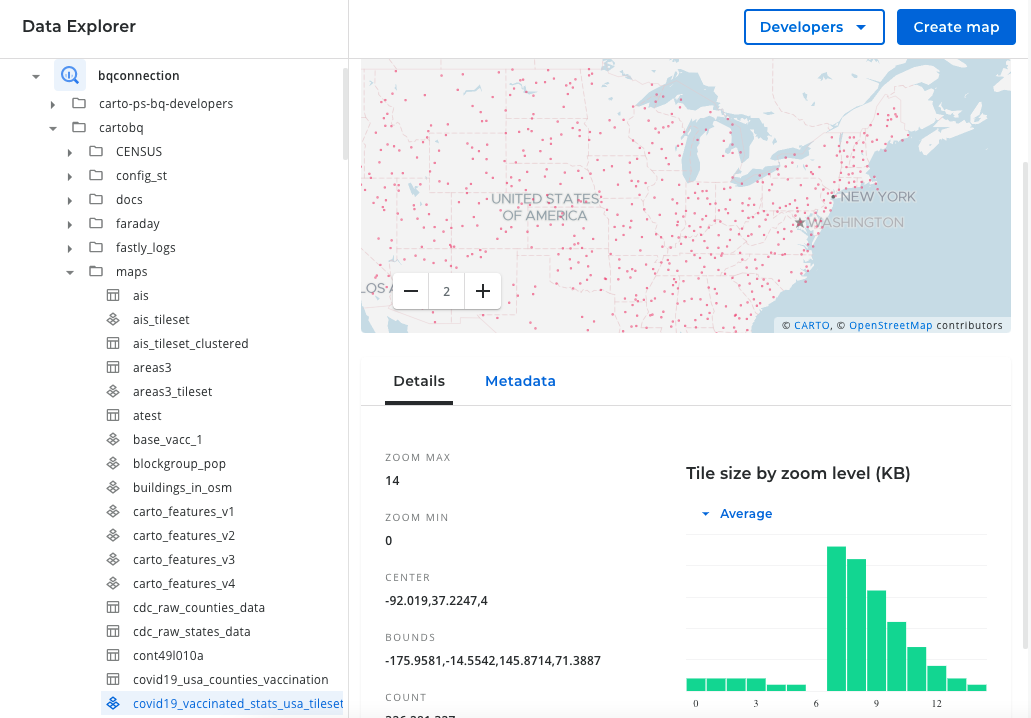 Data Explorer
Developers
Create map
bqconnection
carto-ps-bq-developers
cartobq
CENSUS
config_st
docs
faraday
fastly_logs
maps
ais
ais_tileset
ais_tileset_clustered
areas3
areas3_tileset
atest
base_vacc_1
blockgroup_pop
buildings_in_osm
carto_features_v1
carto_features_v2
carto_features_v3
carto_features_v4
cdc_raw_counties_data
cdc_raw_states_data
cont49l010a
covid19_usa_counties_vaccination
covid19_vaccinated_stats_usa_tileset
UNITED STATES
OF AMERICA
NEW YORK
WASHINGTON
2
© CARTO, © OpenStreetMap contributors
Details
Metadata
ZOOM MAX
14
ZOOM MIN
0
CENTER
-92.019,37.2247,4
BOUNDS
-175.9581,-14.5542,145.8714,71.3887
COUNT
Tile size by zoom level (KB)
Average
0 3 6 9 12